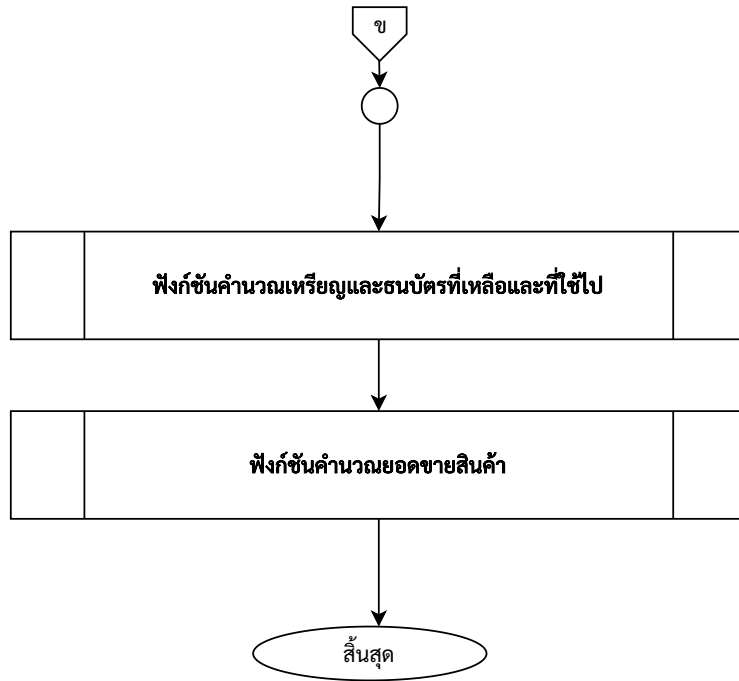 ข
ฟังก์ชันคำนวณเหรียญและธนบัตรที่เหลือและที่ใช้ไป
ฟังก์ชันคำนวณยอดขายสินค้า
สิ้นสุด